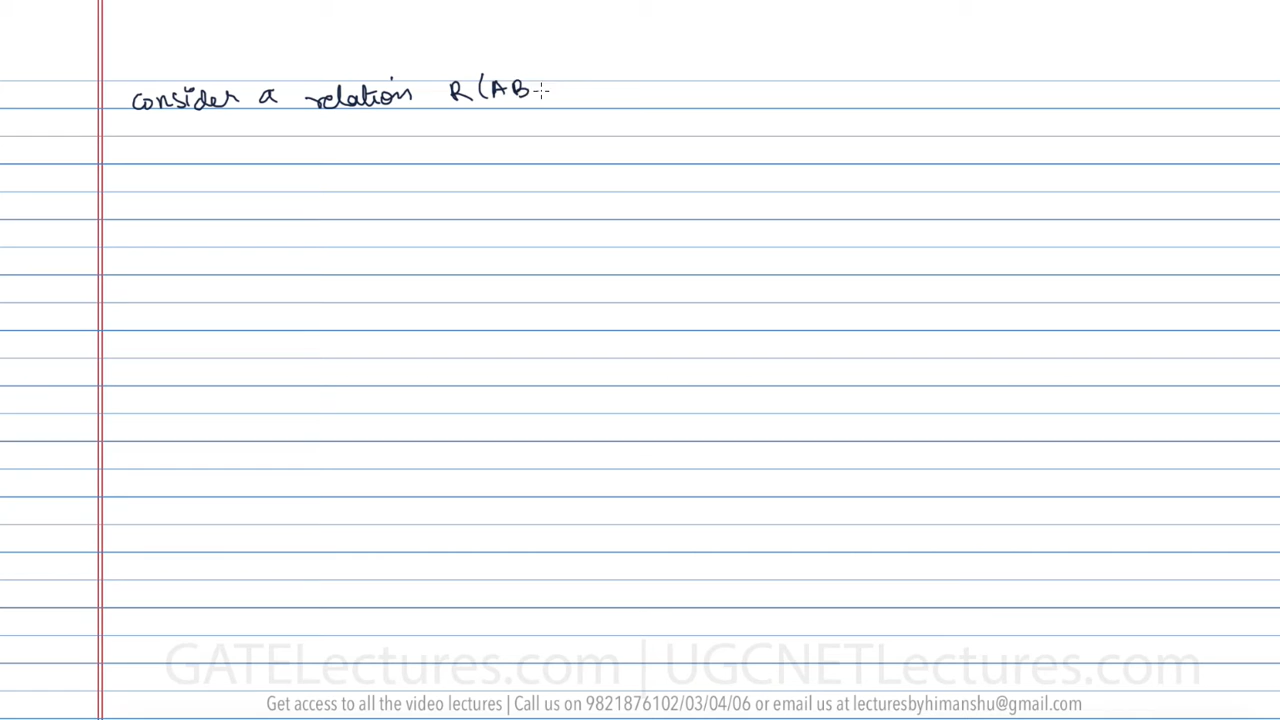 consider a relation R(AB
GATELectures.com | UGCNETLectures.com
Get access to all the video lectures | Call us on 9821876102/03/04/06 or email us at lecturesbyhimanshu@gmail.com